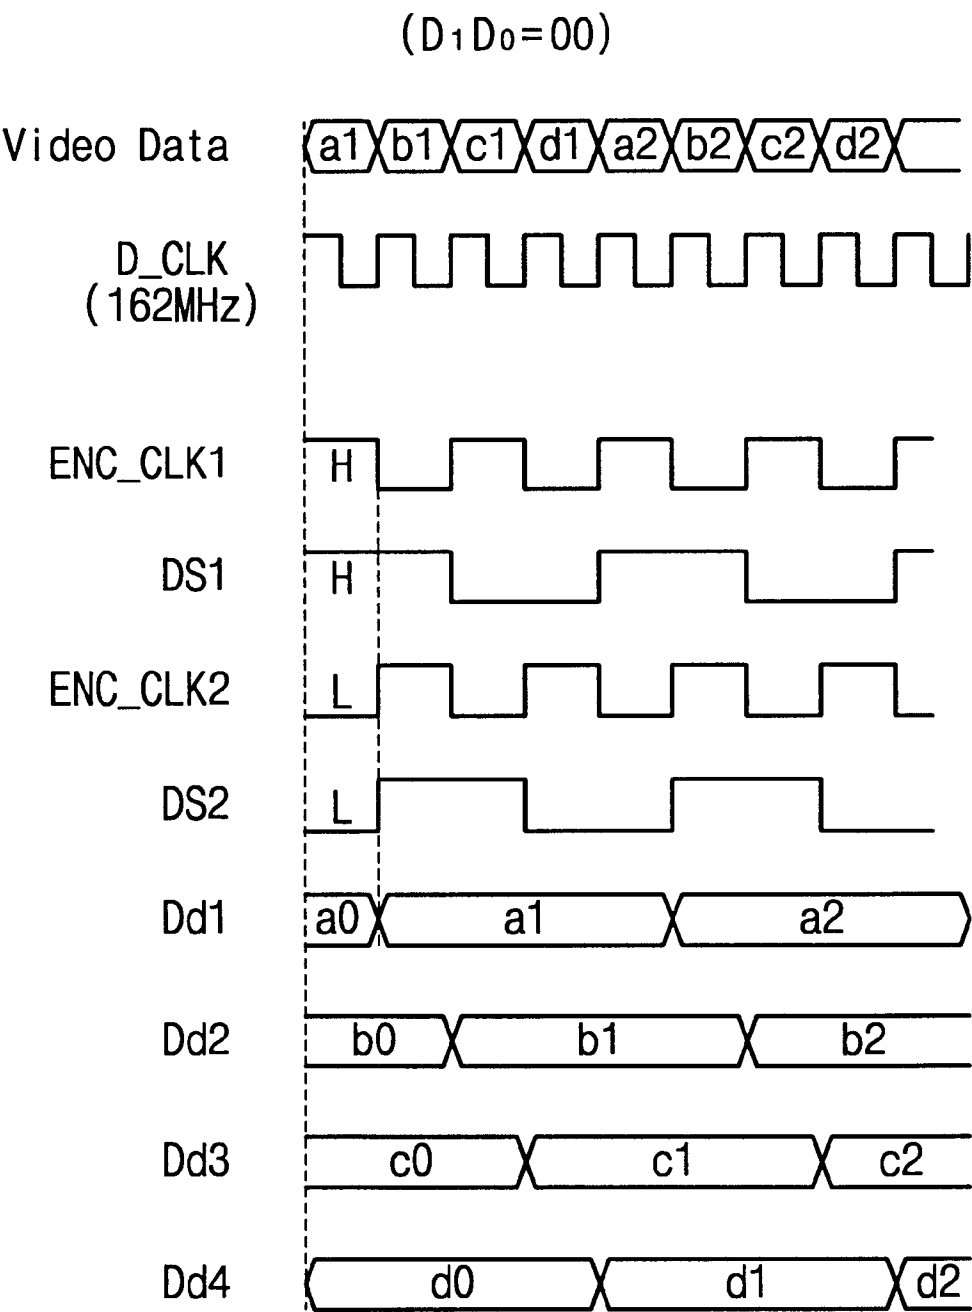 (D₁D₀=00)
Video Data a1 b1 c1 d1 a2 b2 c2 d2
D_CLK
(162MHz)
ENC_CLK1 H
DS1 H
ENC_CLK2 L
DS2 L
Dd1 a0 a1 a2
Dd2 b0 b1 b2
Dd3 c0 c1 c2
Dd4 d0 d1 d2